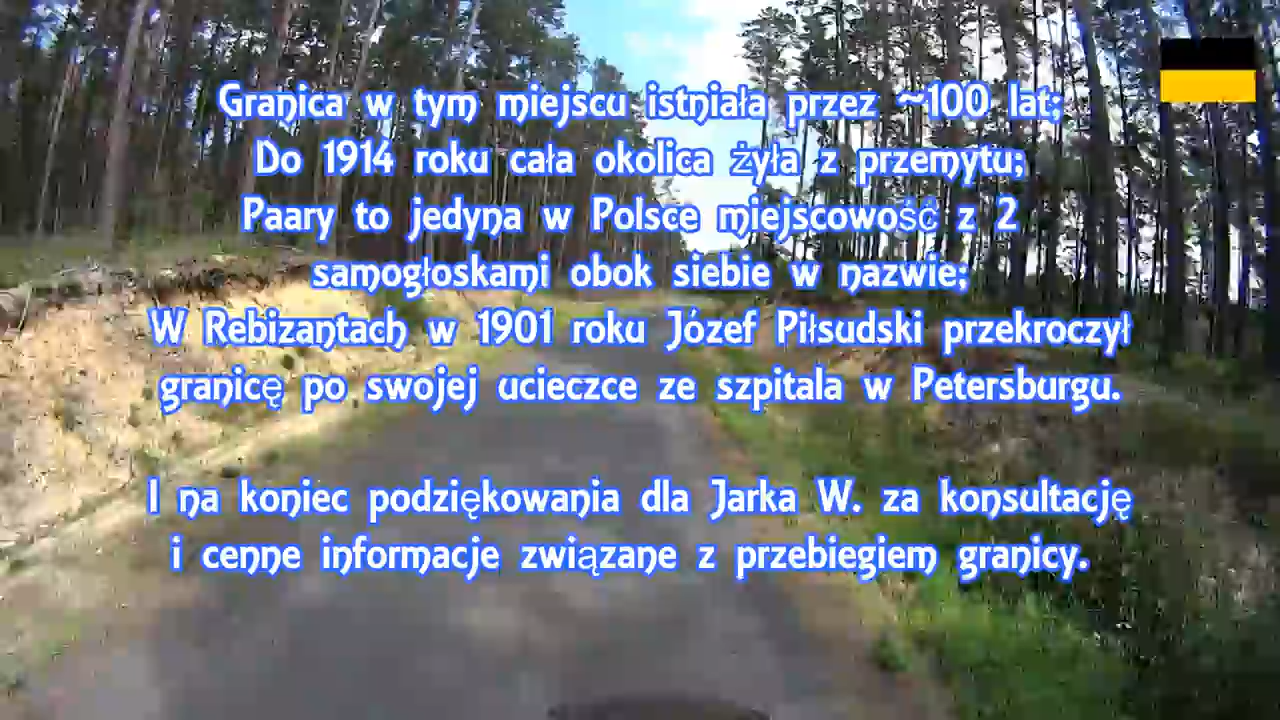 Granica w tym miejscu istniała przez ~100 lat;
Do 1914 roku cała okolica żyła z przemytu;
Paary to jedyna w Polsce miejscowość z 2
samogłoskami obok siebie w nazwie;
W Rebizantach w 1901 roku Józef Piłsudski przekroczył
granicę po swojej ucieczce ze szpitala w Petersburgu.
I na koniec podziękowania dla Jarka W. za konsultację
i cenne informacje związane z przebiegiem granicy.